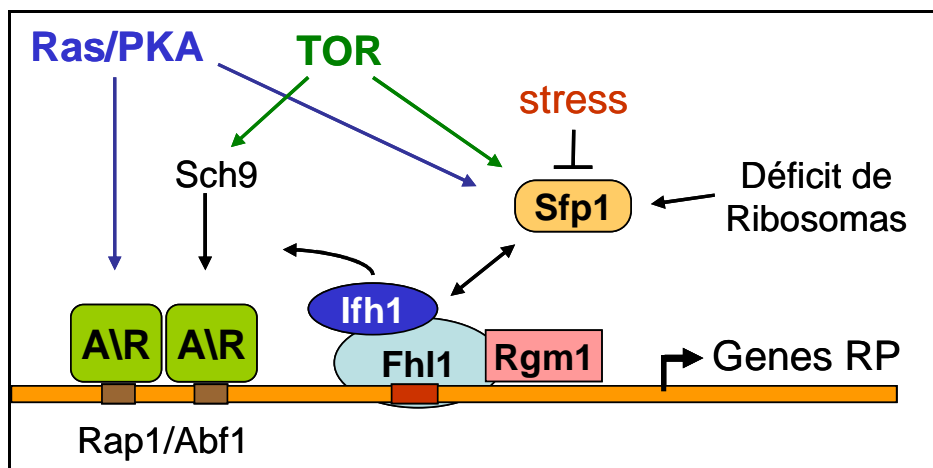 Ras/PKA
TOR
stress
Sch9
Sfp1
Déficit de
Ribosomas
Ifh1
A\R
A\R
Fhl1
Rgm1
Genes RP
Rap1/Abf1